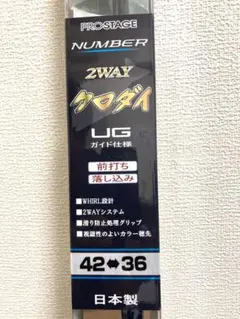 PROSTAGE
NUMBER
2WAY
クロダイ
UG
ガイド仕様
前打ち
落し込み
■WHIRL設計
■2WAYシステム
■滑り防止処理グリップ
■視認性のよいカラー穂先
42⇔36
日本製